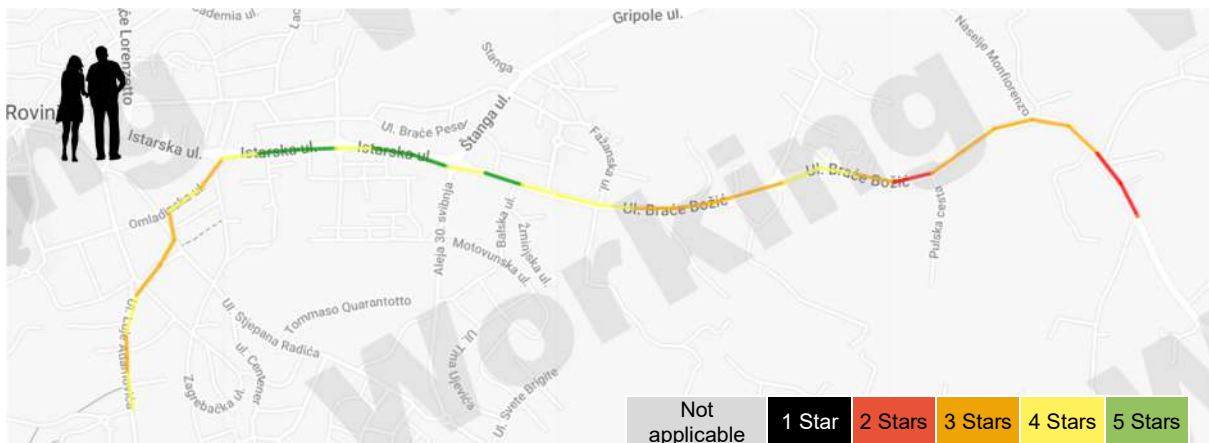 Gripole ul.
Štanga
Naselje Monfiorenzo
Rovinj
Istarska ul.
Ul. Braće Pesel
Štanga ul.
Fažanska ul.
Istarska ul.
Istarska ul.
Ul. Braće Božić
Omladinska ul.
Ul. Braće Božić
Aleja 30. svibnja
Balska ul.
Žminjska ul.
Pulska cesta
Motovunska ul.
Tommaso Quarantotto
Ul. Stjepana Radića
ul. Centener
Zagrebačka ul.
Ul. Tina Ujevića
Ul. Svete Brigite
Working
Not
applicable
1 Star
2 Stars
3 Stars
4 Stars
5 Stars